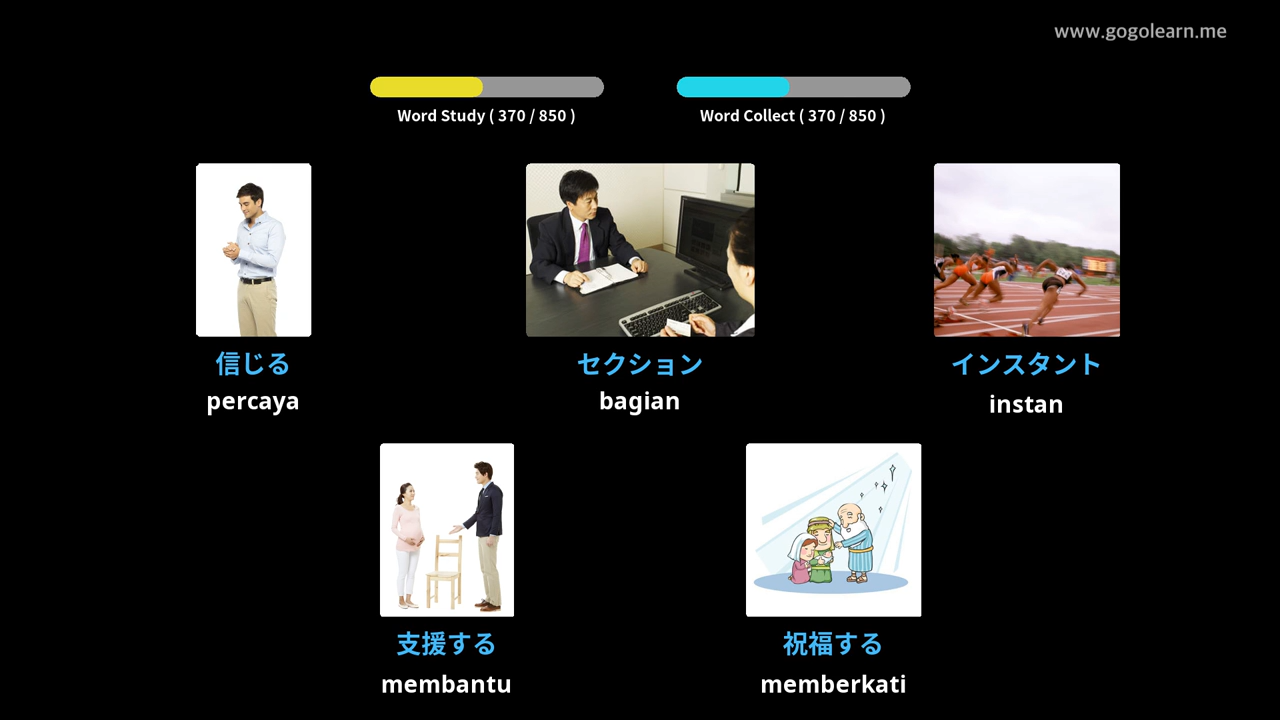 www.gogolearn.me
Word Study ( 370 / 850 )
Word Collect ( 370 / 850 )
信じる
percaya
セクション
bagian
インスタント
instan
支援する
membantu
祝福する
memberkati